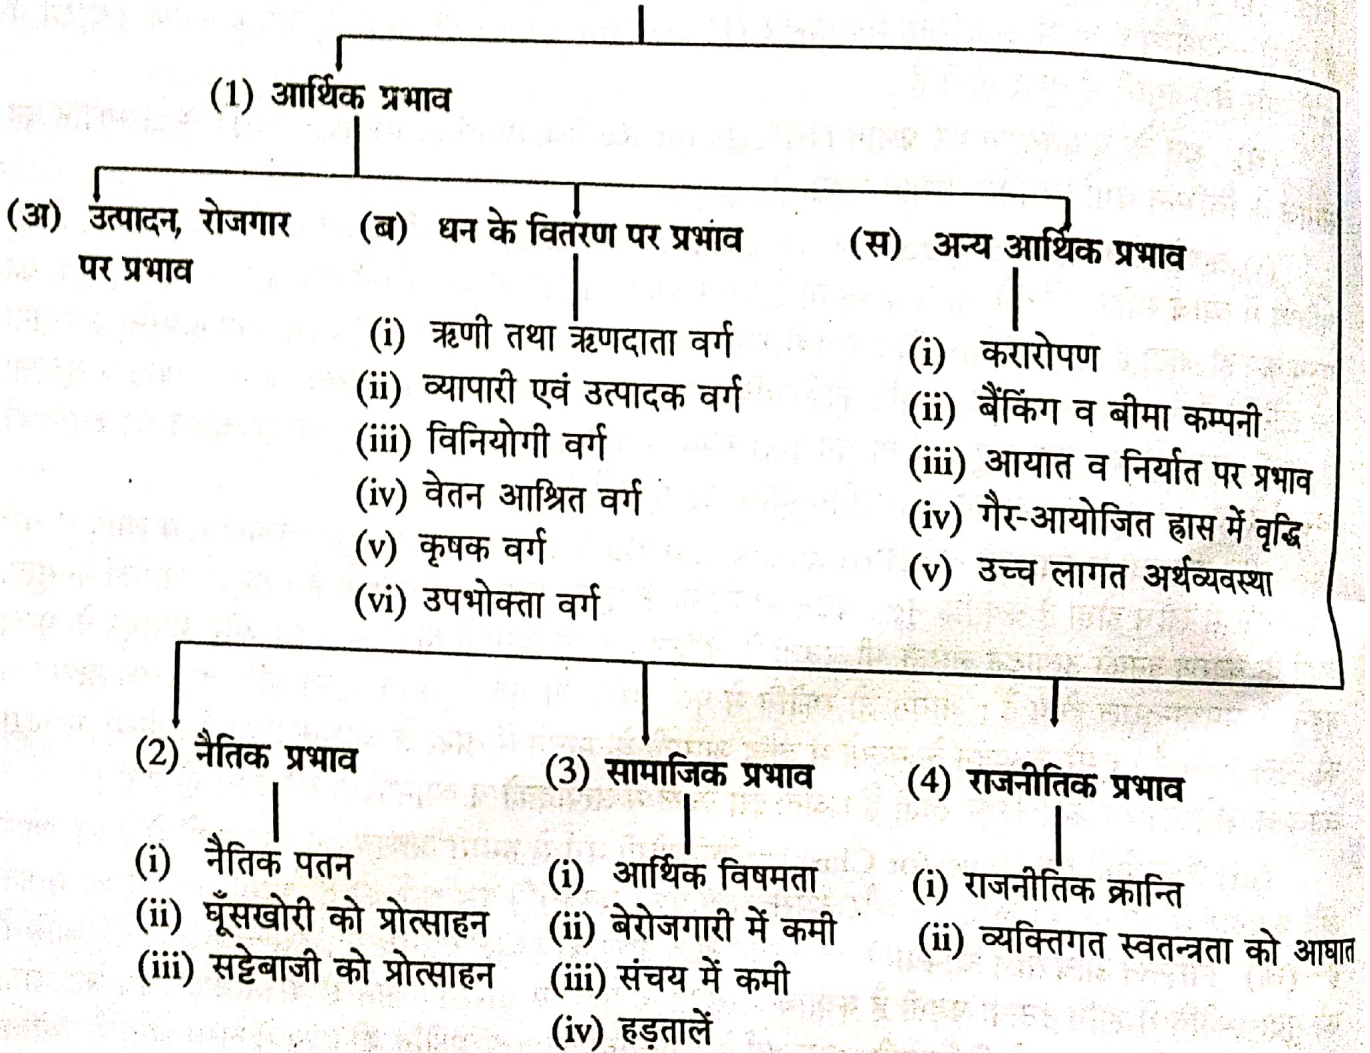 (1) आर्थिक प्रभाव
(अ) उत्पादन, रोजगार
पर प्रभाव
(ब) धन के वितरण पर प्रभाव
(i) ऋणी तथा ऋणदाता वर्ग
(ii) व्यापारी एवं उत्पादक वर्ग
(iii) विनियोगी वर्ग
(iv) वेतन आश्रित वर्ग
(v) कृषक वर्ग
(vi) उपभोक्ता वर्ग
(स) अन्य आर्थिक प्रभाव
(i) करारोपण
(ii) बैंकिंग व बीमा कम्पनी
(iii) आयात व निर्यात पर प्रभाव
(iv) गैर-आयोजित ह्रास में वृद्धि
(v) उच्च लागत अर्थव्यवस्था
(2) नैतिक प्रभाव
(i) नैतिक पतन
(ii) घूँसखोरी को प्रोत्साहन
(iii) सट्टेबाजी को प्रोत्साहन
(3) सामाजिक प्रभाव
(i) आर्थिक विषमता
(ii) बेरोजगारी में कमी
(iii) संचय में कमी
(iv) हड़तालें
(4) राजनीतिक प्रभाव
(i) राजनीतिक क्रान्ति
(ii) व्यक्तिगत स्वतन्त्रता को आघात